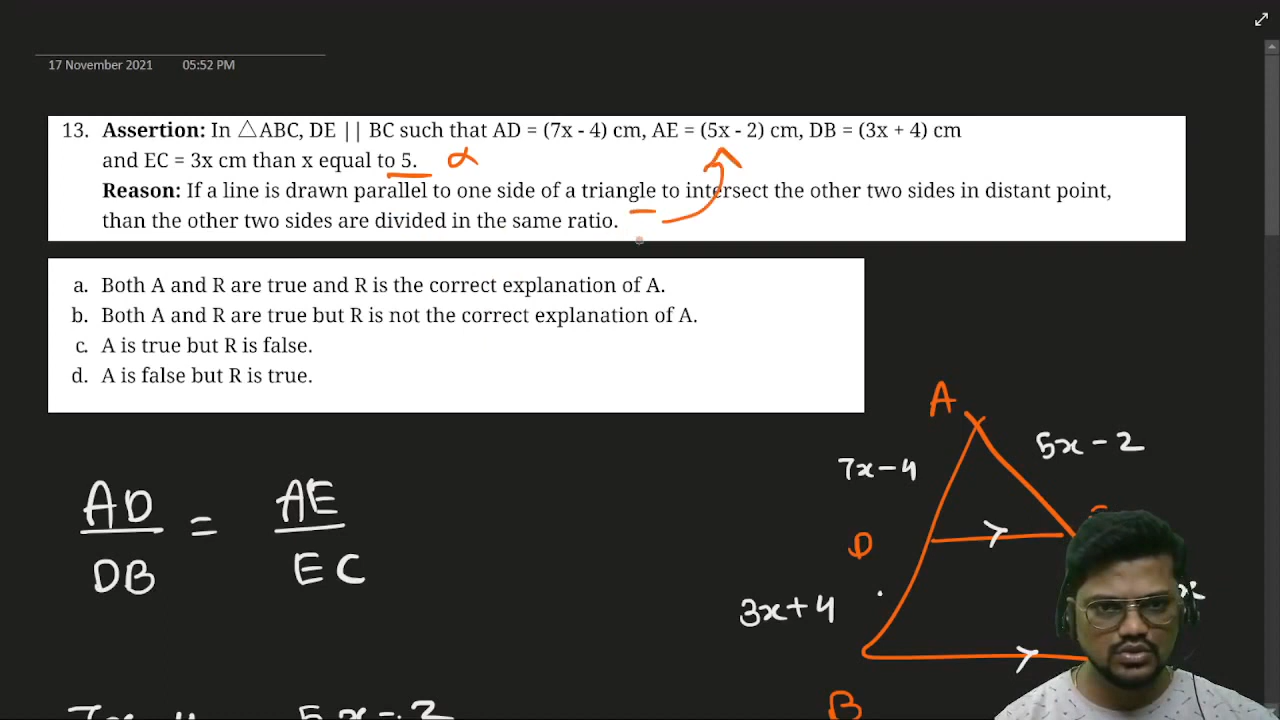 17 November 2021 05:52 PM
13. Assertion: In △ABC, DE || BC such that AD = (7x - 4) cm, AE = (5x - 2) cm, DB = (3x + 4) cm
and EC = 3x cm than x equal to 5.
Reason: If a line is drawn parallel to one side of a triangle to intersect the other two sides in distant point,
than the other two sides are divided in the same ratio.
a. Both A and R are true and R is the correct explanation of A.
b. Both A and R are true but R is not the correct explanation of A.
c. A is true but R is false.
d. A is false but R is true.
A
7x-4
5x-2
AD/DB = AE/EC
D
3x+4
B